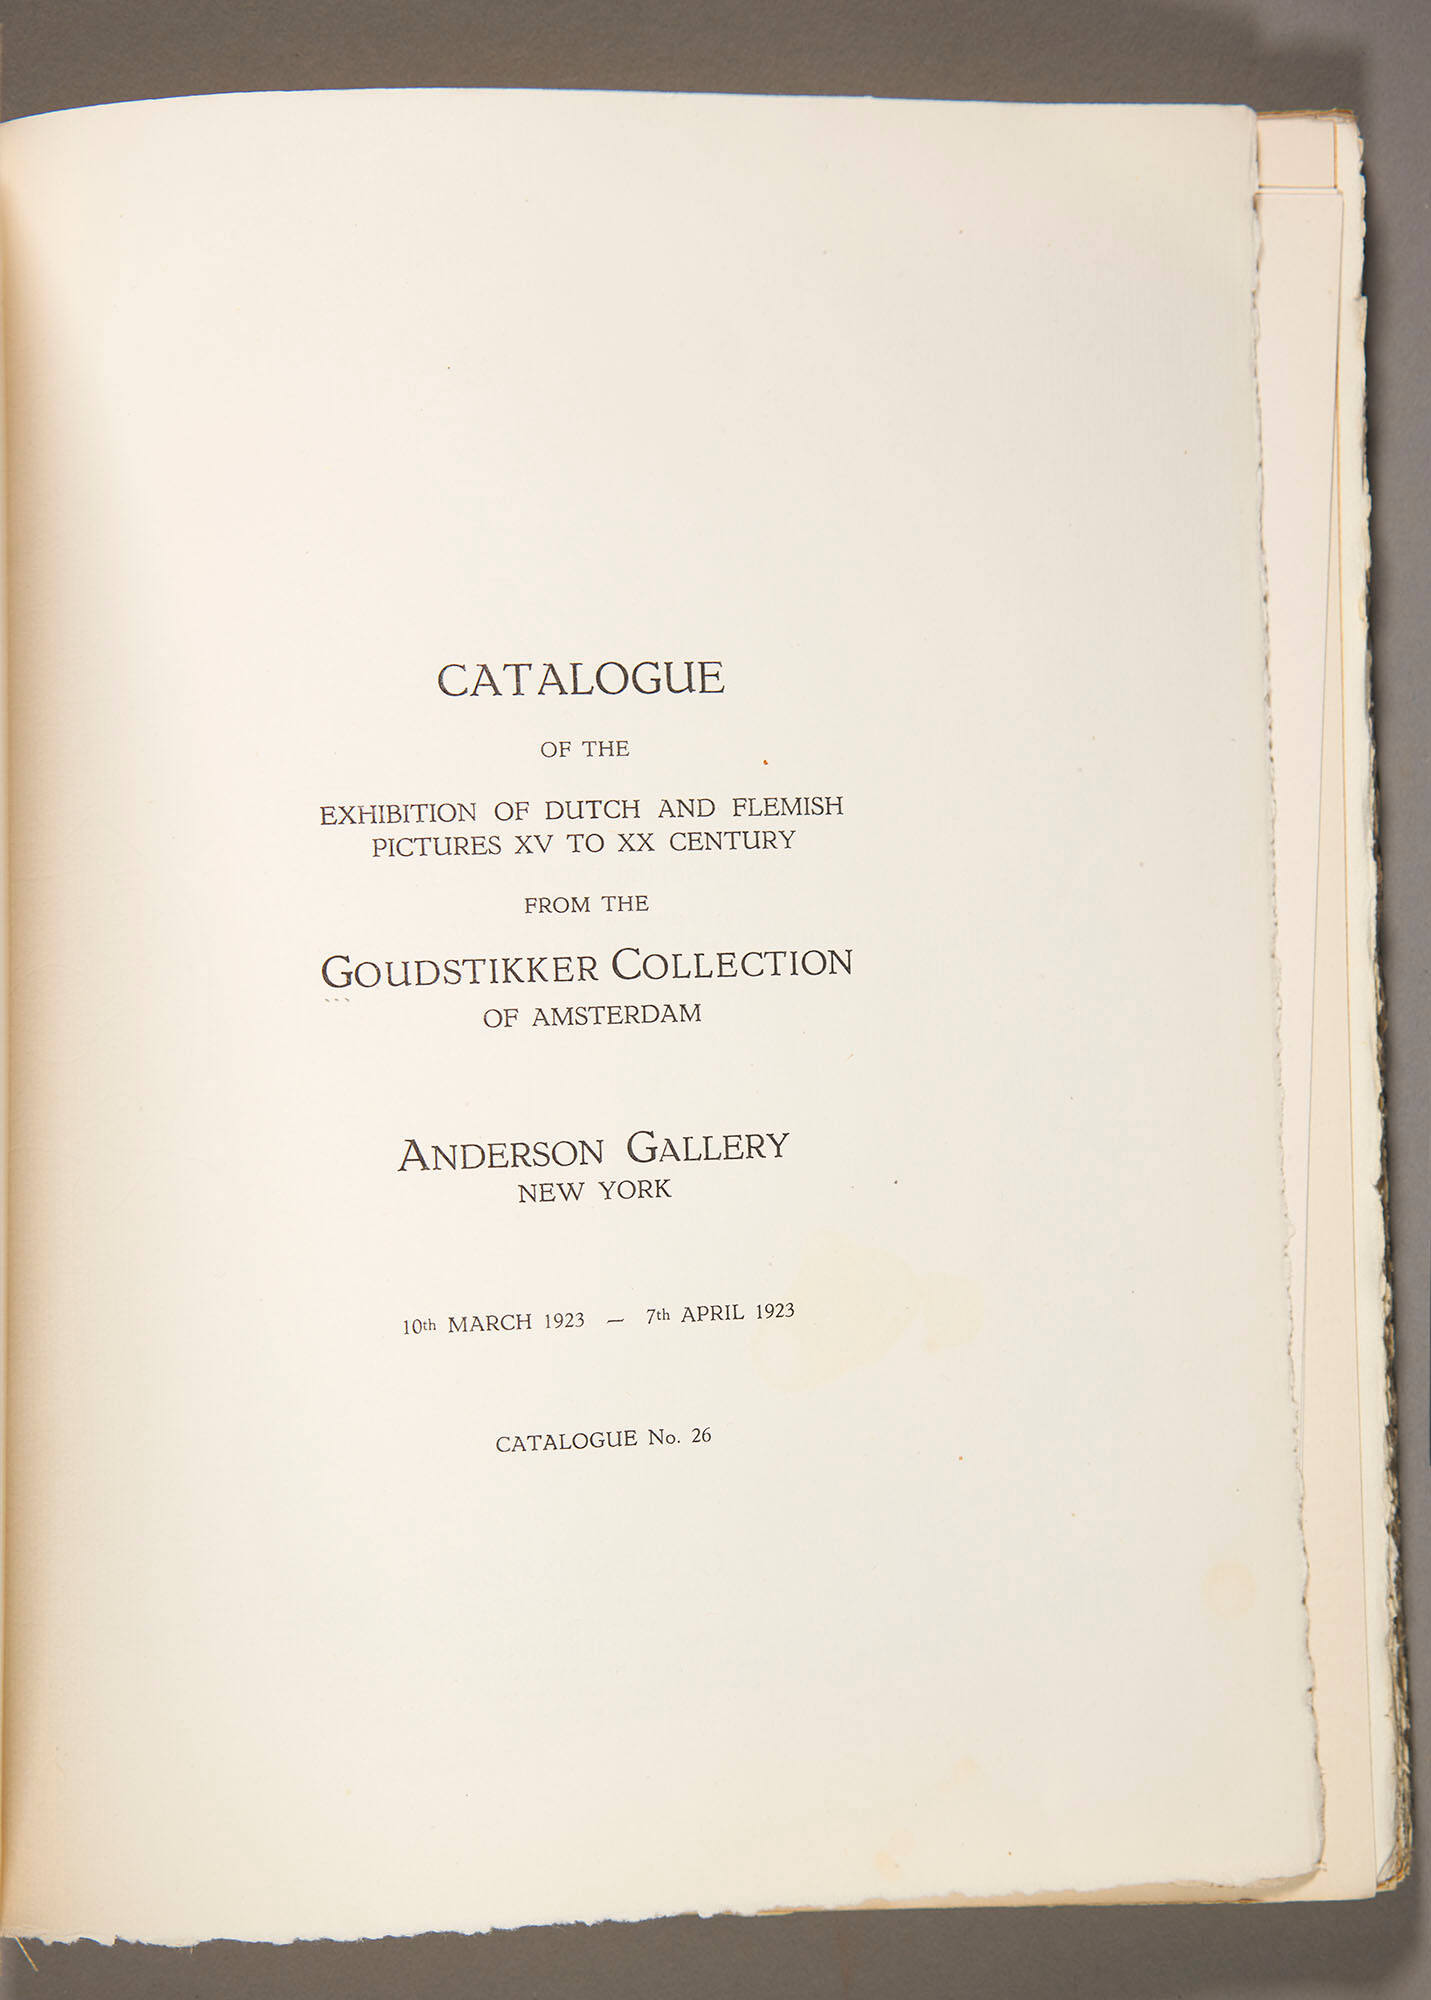 CATALOGUE
OF THE
EXHIBITION OF DUTCH AND FLEMISH
PICTURES XV TO XX CENTURY
FROM THE
GOUDSTIKKER COLLECTION
OF AMSTERDAM
ANDERSON GALLERY
NEW YORK
10th MARCH 1923 — 7th APRIL 1923
CATALOGUE No. 26